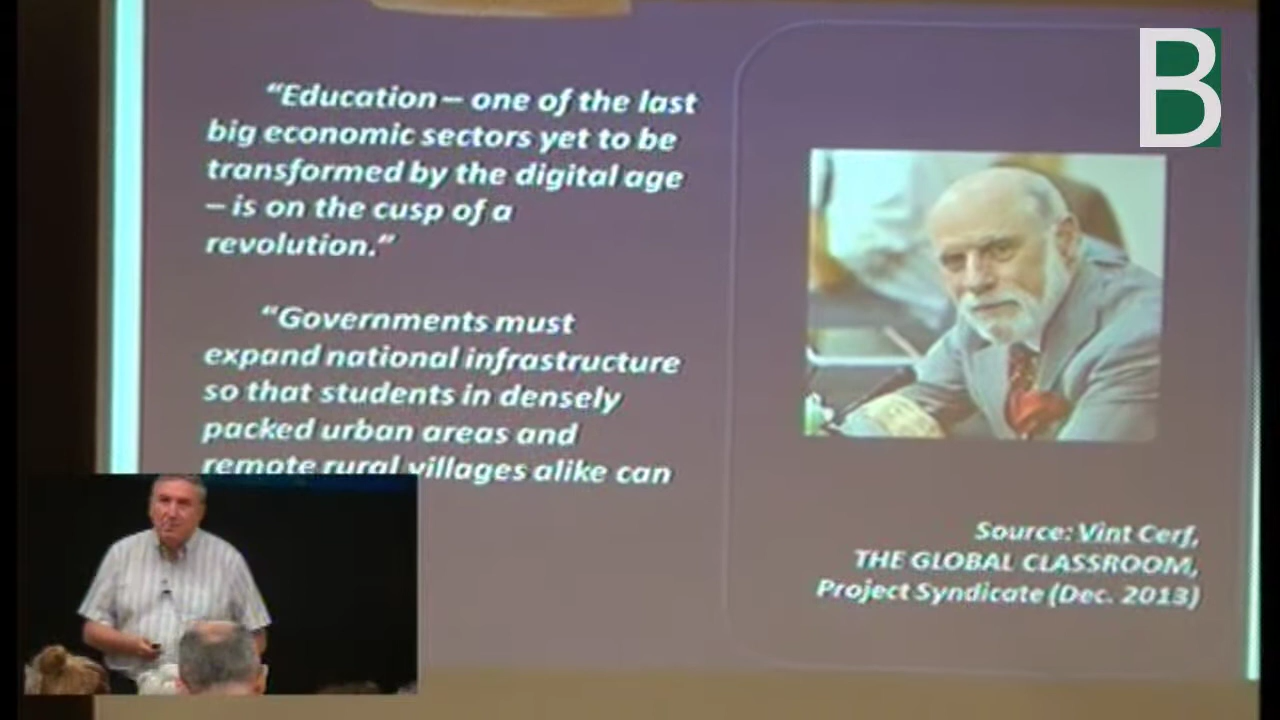 B
“Education – one of the last
big economic sectors yet to be
transformed by the digital age
– is on the cusp of a
revolution.”
“Governments must
expand national infrastructure
so that students in densely
packed urban areas and
remote rural villages alike can
Source: Vint Cerf,
THE GLOBAL CLASSROOM,
Project Syndicate (Dec. 2013)